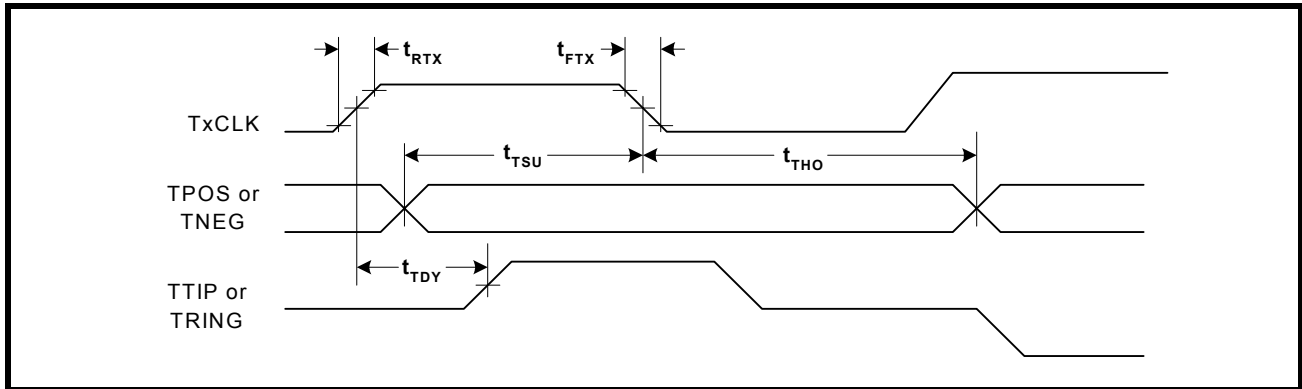 tRTX
tFTX
TxCLK
tTSU
tTHO
TPOS or
TNEG
tTDY
TTIP or
TRING